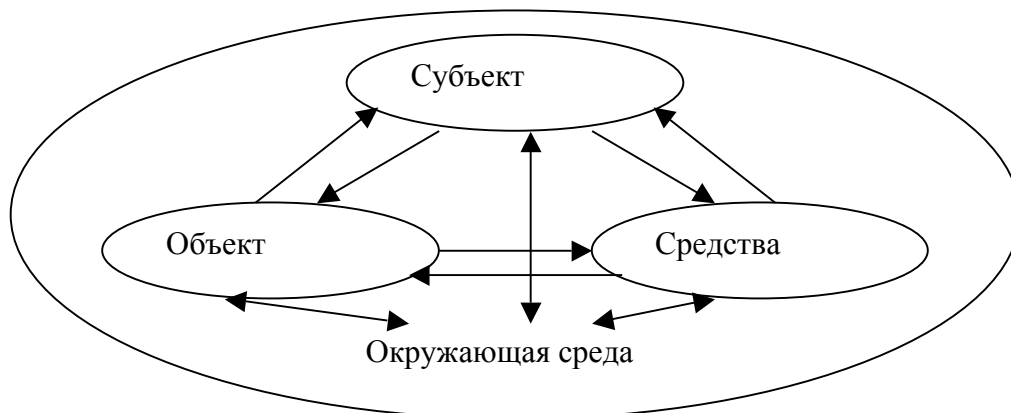 Субъект
Объект
Средства
Окружающая среда